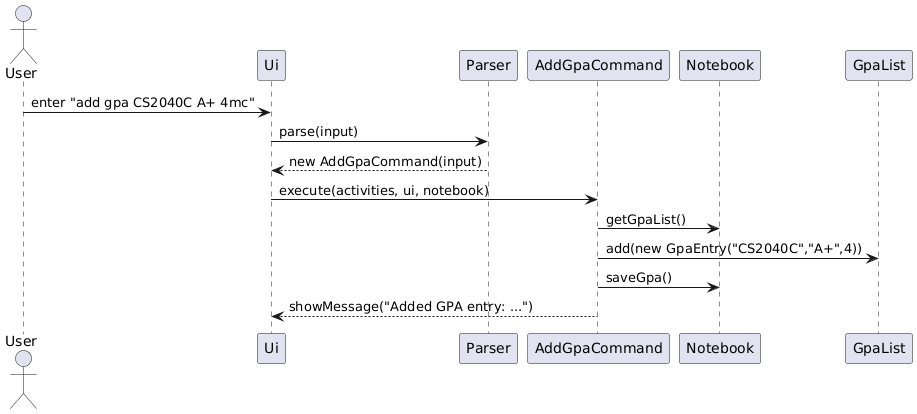 User
Ui
Parser
AddGpaCommand
Notebook
GpaList
enter "add gpa CS2040C A+ 4mc"
parse(input)
new AddGpaCommand(input)
execute(activities, ui, notebook)
getGpaList()
add(new GpaEntry("CS2040C","A+",4))
saveGpa()
showMessage("Added GPA entry: ...")
User
Ui
Parser
AddGpaCommand
Notebook
GpaList